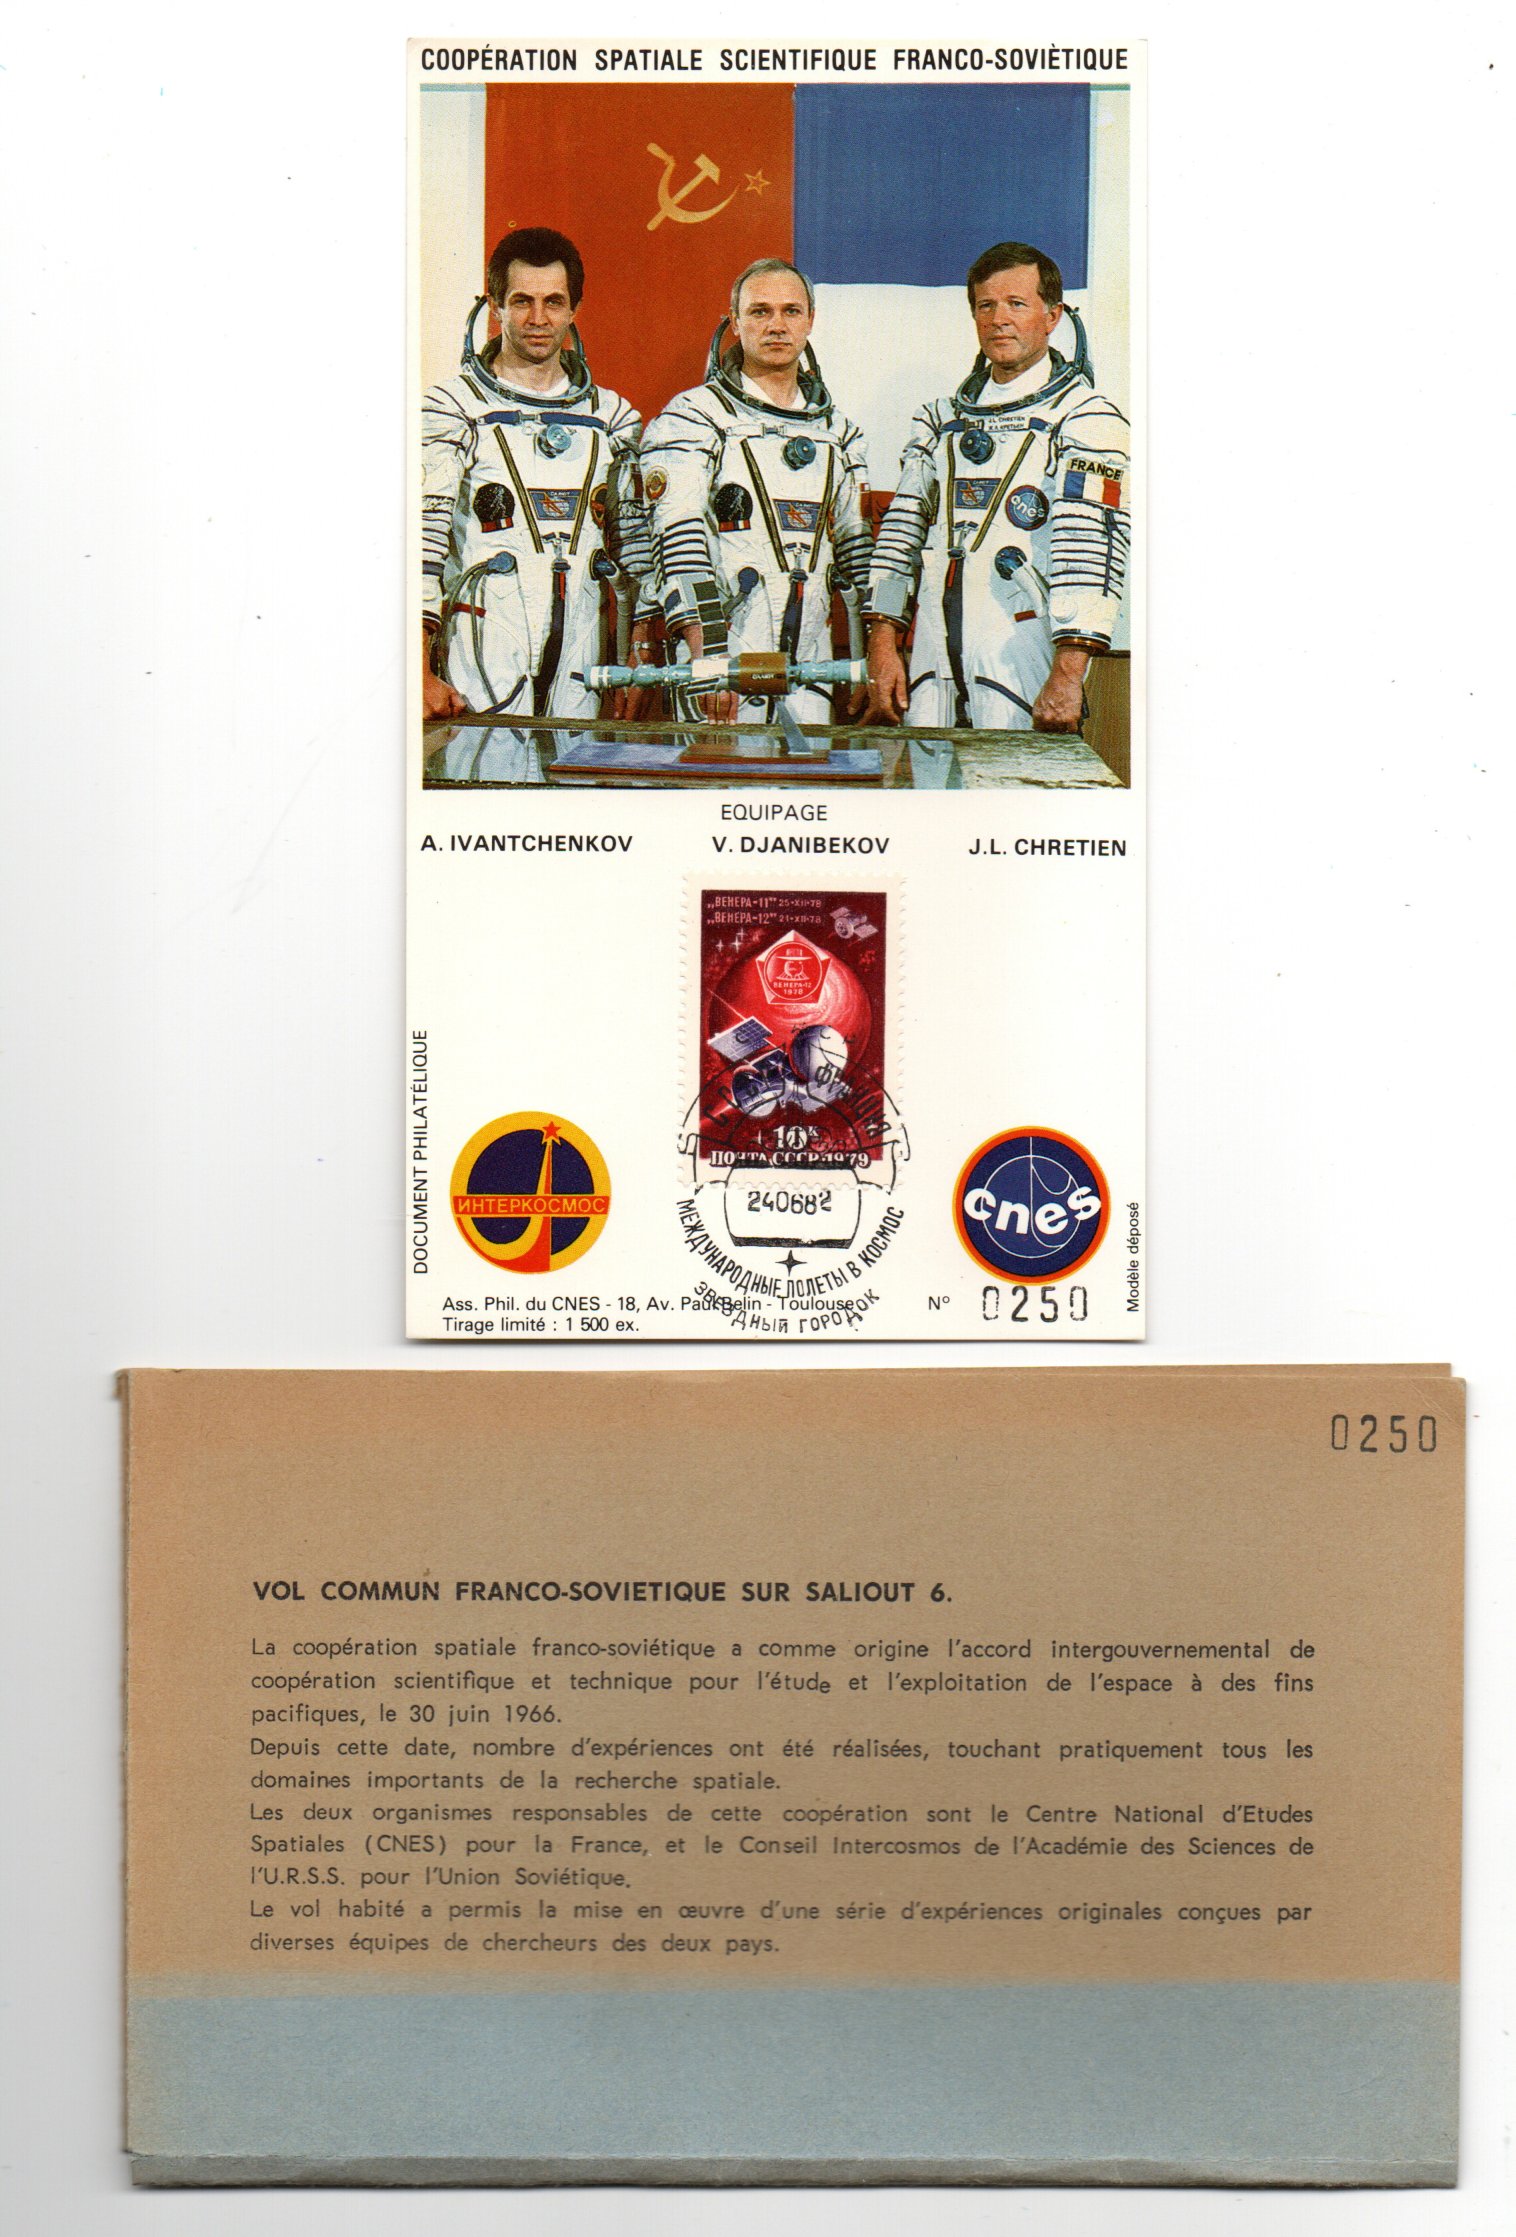 COOPÉRATION SPATIALE SCIENTIFIQUE FRANCO-SOVIÈTIQUE
J.L. CHRETIEN
FRANCE
cnes
EQUIPAGE
A. IVANTCHENKOV V. DJANIBEKOV J.L. CHRETIEN
„ВЕНЕРА-11" 25-XII-78
„ВЕНЕРА-12" 21-XII-78
ВЕНЕРА-12
1978
СССР ФРАНЦИЯ
ПОЧТА СССР·1979
240682
МЕЖДУНАРОДНЫЕ ПОЛЕТЫ В КОСМОС
ЗВЕЗДНЫЙ ГОРОДОК
DOCUMENT PHILATÉLIQUE
ИНТЕРКОСМОС
cnes
Modèle déposé
Ass. Phil. du CNES - 18, Av. Paul Belin - Toulouse N° 0250
Tirage limité : 1 500 ex.
0250
VOL COMMUN FRANCO-SOVIETIQUE SUR SALIOUT 6.
La coopération spatiale franco-soviétique a comme origine l'accord intergouvernemental de
coopération scientifique et technique pour l'étude et l'exploitation de l'espace à des fins
pacifiques, le 30 juin 1966.
Depuis cette date, nombre d'expériences ont été réalisées, touchant pratiquement tous les
domaines importants de la recherche spatiale.
Les deux organismes responsables de cette coopération sont le Centre National d'Etudes
Spatiales (CNES) pour la France, et le Conseil Intercosmos de l'Académie des Sciences de
l'U.R.S.S. pour l'Union Soviétique.
Le vol habité a permis la mise en œuvre d'une série d'expériences originales conçues par
diverses équipes de chercheurs des deux pays.